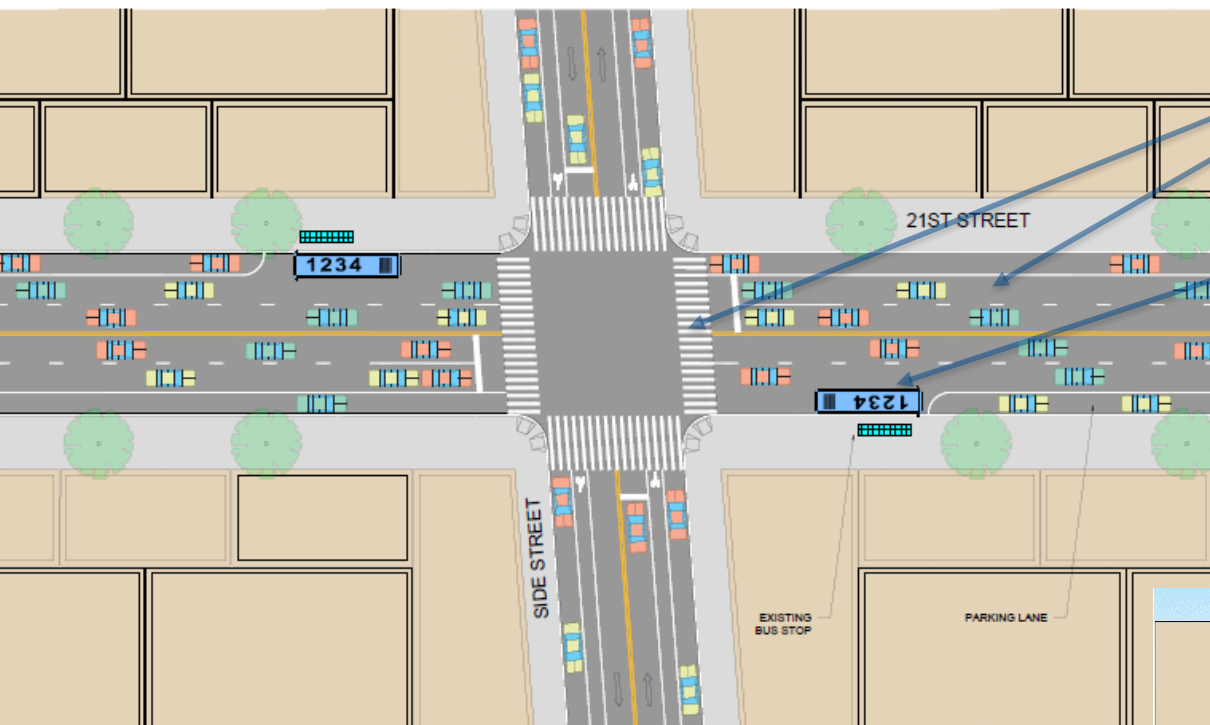 21ST STREET
1234
1234
SIDE STREET
EXISTING
BUS STOP
PARKING LANE